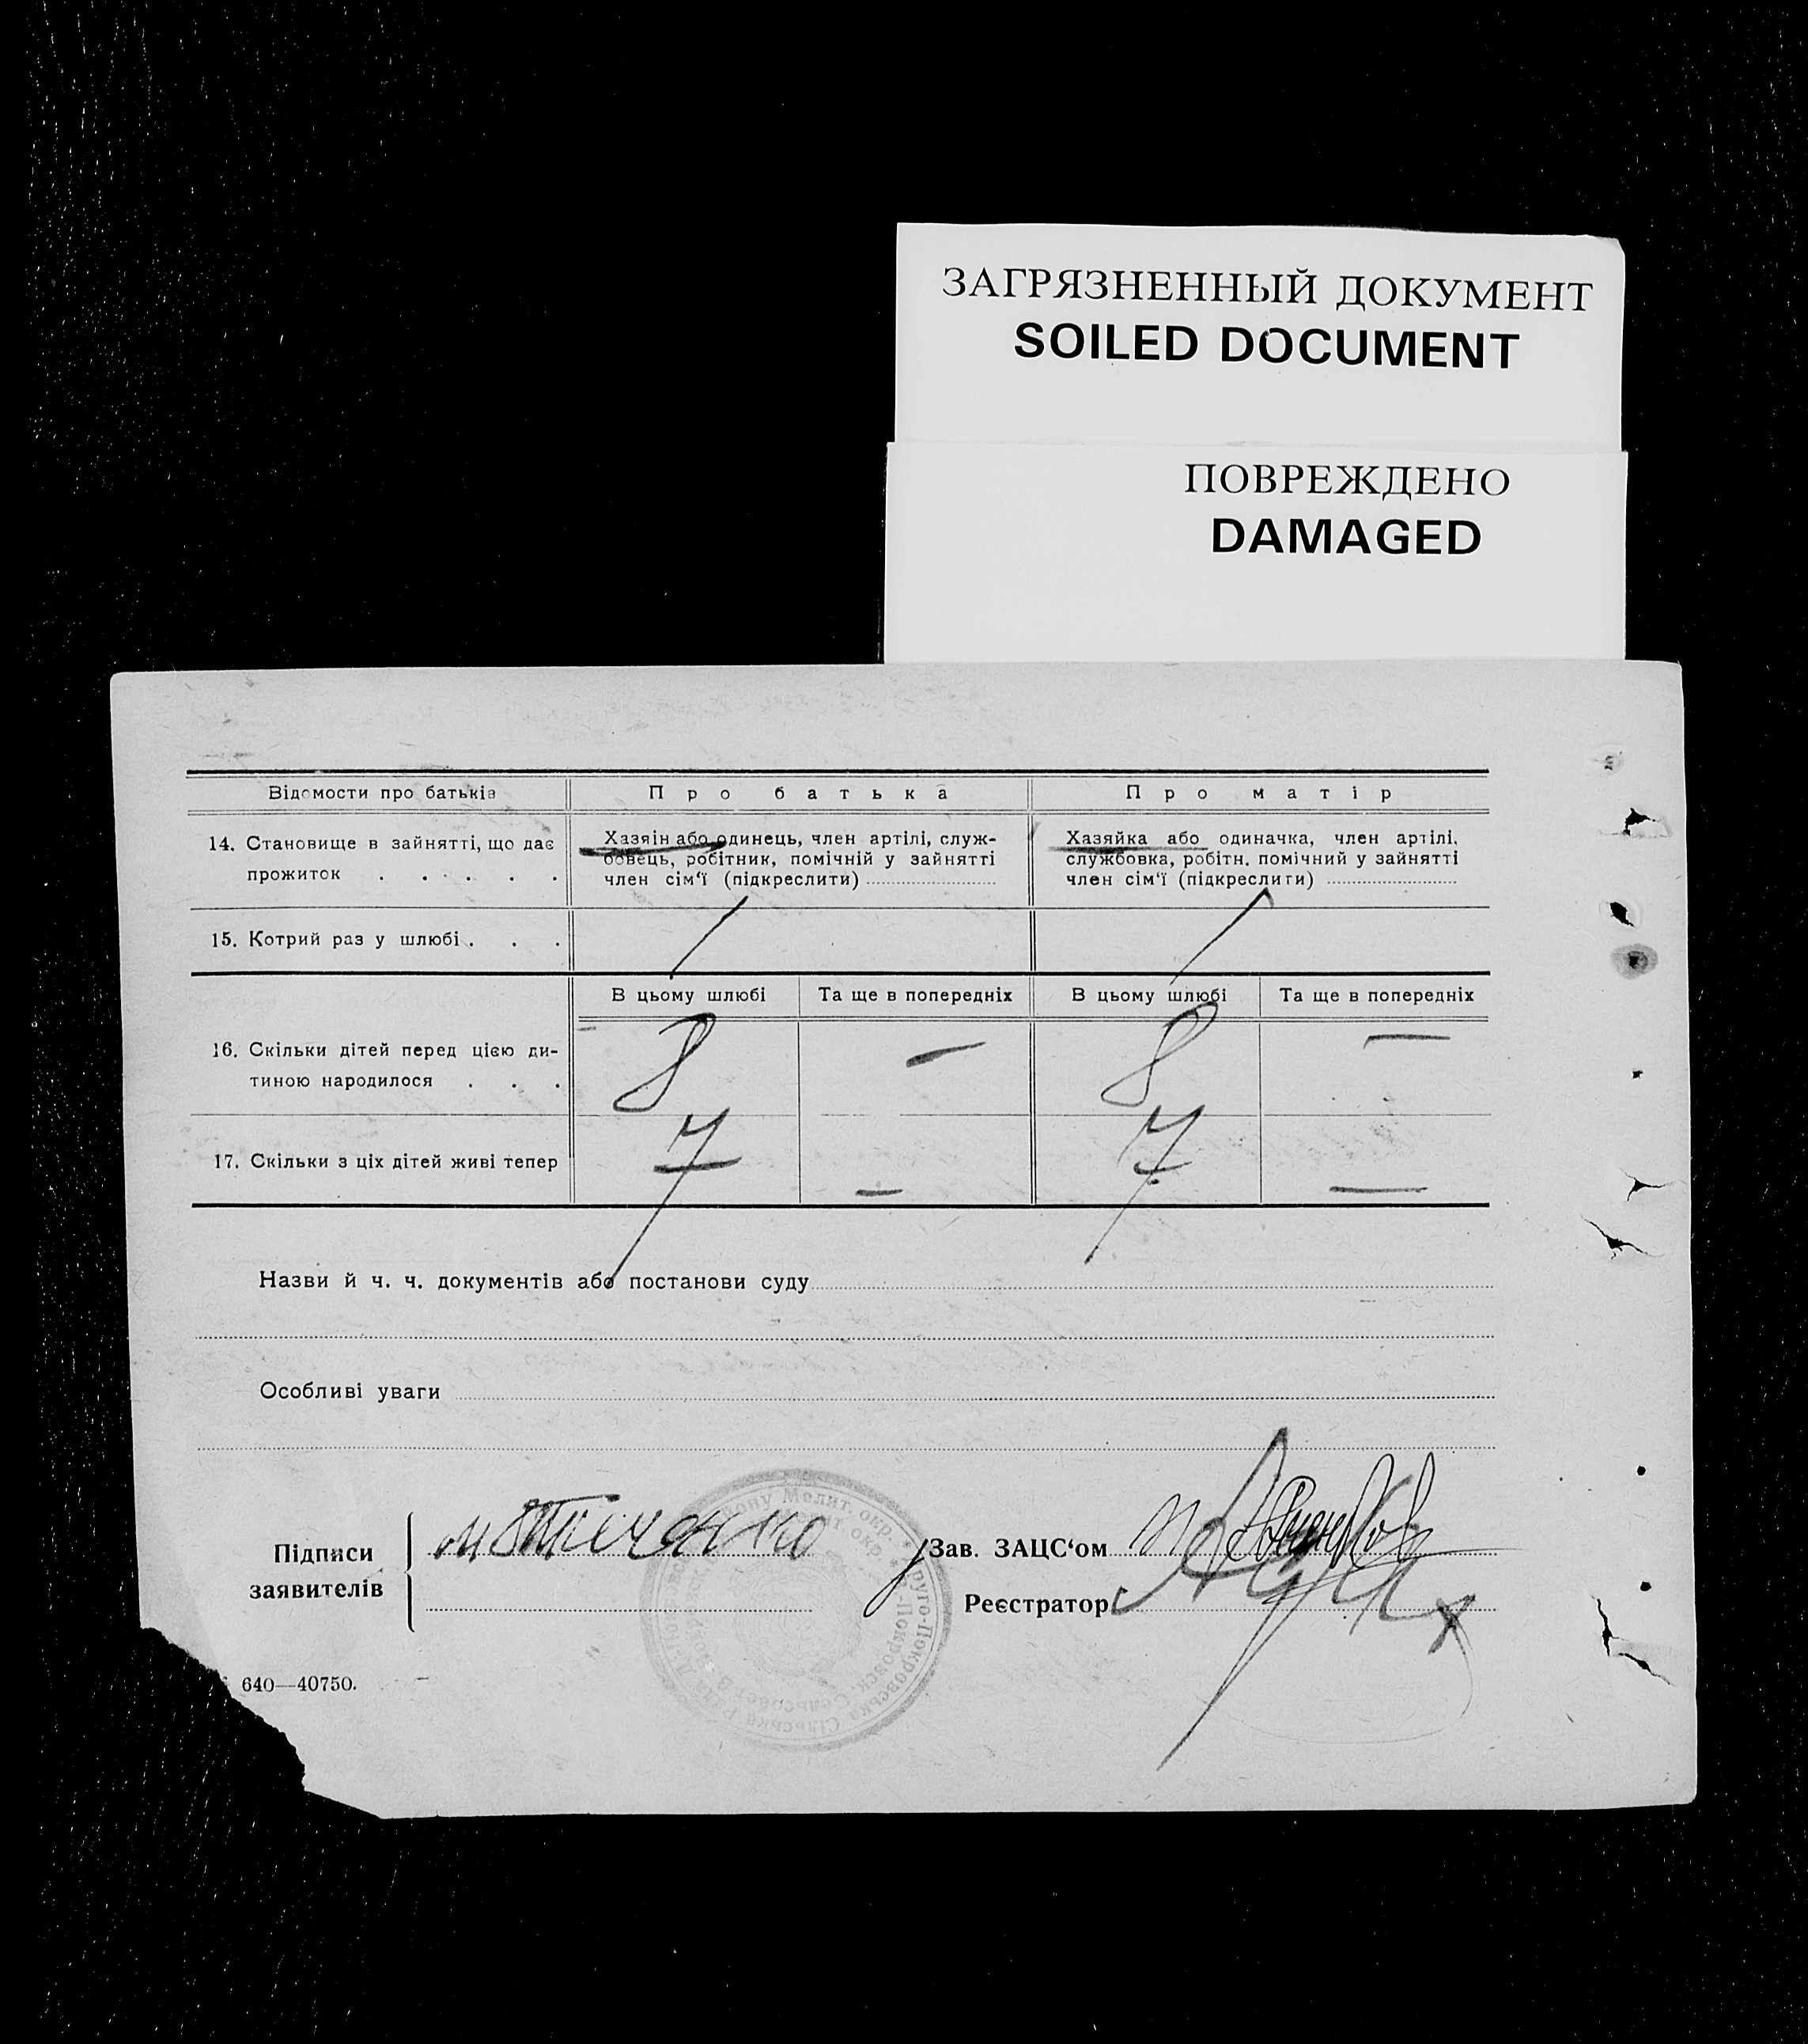 ЗАГРЯЗНЕННЫЙ ДОКУМЕНТ
SOILED DOCUMENT
ПОВРЕЖДЕНО
DAMAGED
Відомости про батьків Про батька Про матір
14. Становище в зайнятті, що дає прожиток . . . . . .
Хазяін або одинець, член артілі, служ-
бовець, робітник, помічній у зайнятті
член сім‘ї (підкреслити)
Хазяйка або одиначка, член артілі,
службовка, робітн. помічний у зайнятті
член сім‘ї (підкреслити)
15. Котрий раз у шлюбі . . . 1 1
В цьому шлюбі Та ще в попередніх В цьому шлюбі Та ще в попередніх
16. Скільки дітей перед цією ди-
тиною народилося . . . 8 — 8 —
17. Скільки з ціх дітей живі тепер 7 — 7 —
Назви й ч. ч. документів або постанови суду
Особливі уваги
Підписи
заявителів
Зав. ЗАЦС‘ом
Реєстратор
640—40750.